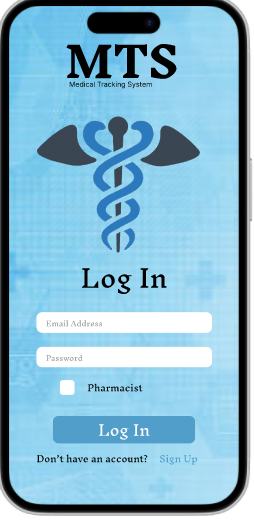 MTS
Medical Tracking System
Log In
Email Address
Password
Pharmacist
Log In
Don't have an account? Sign Up